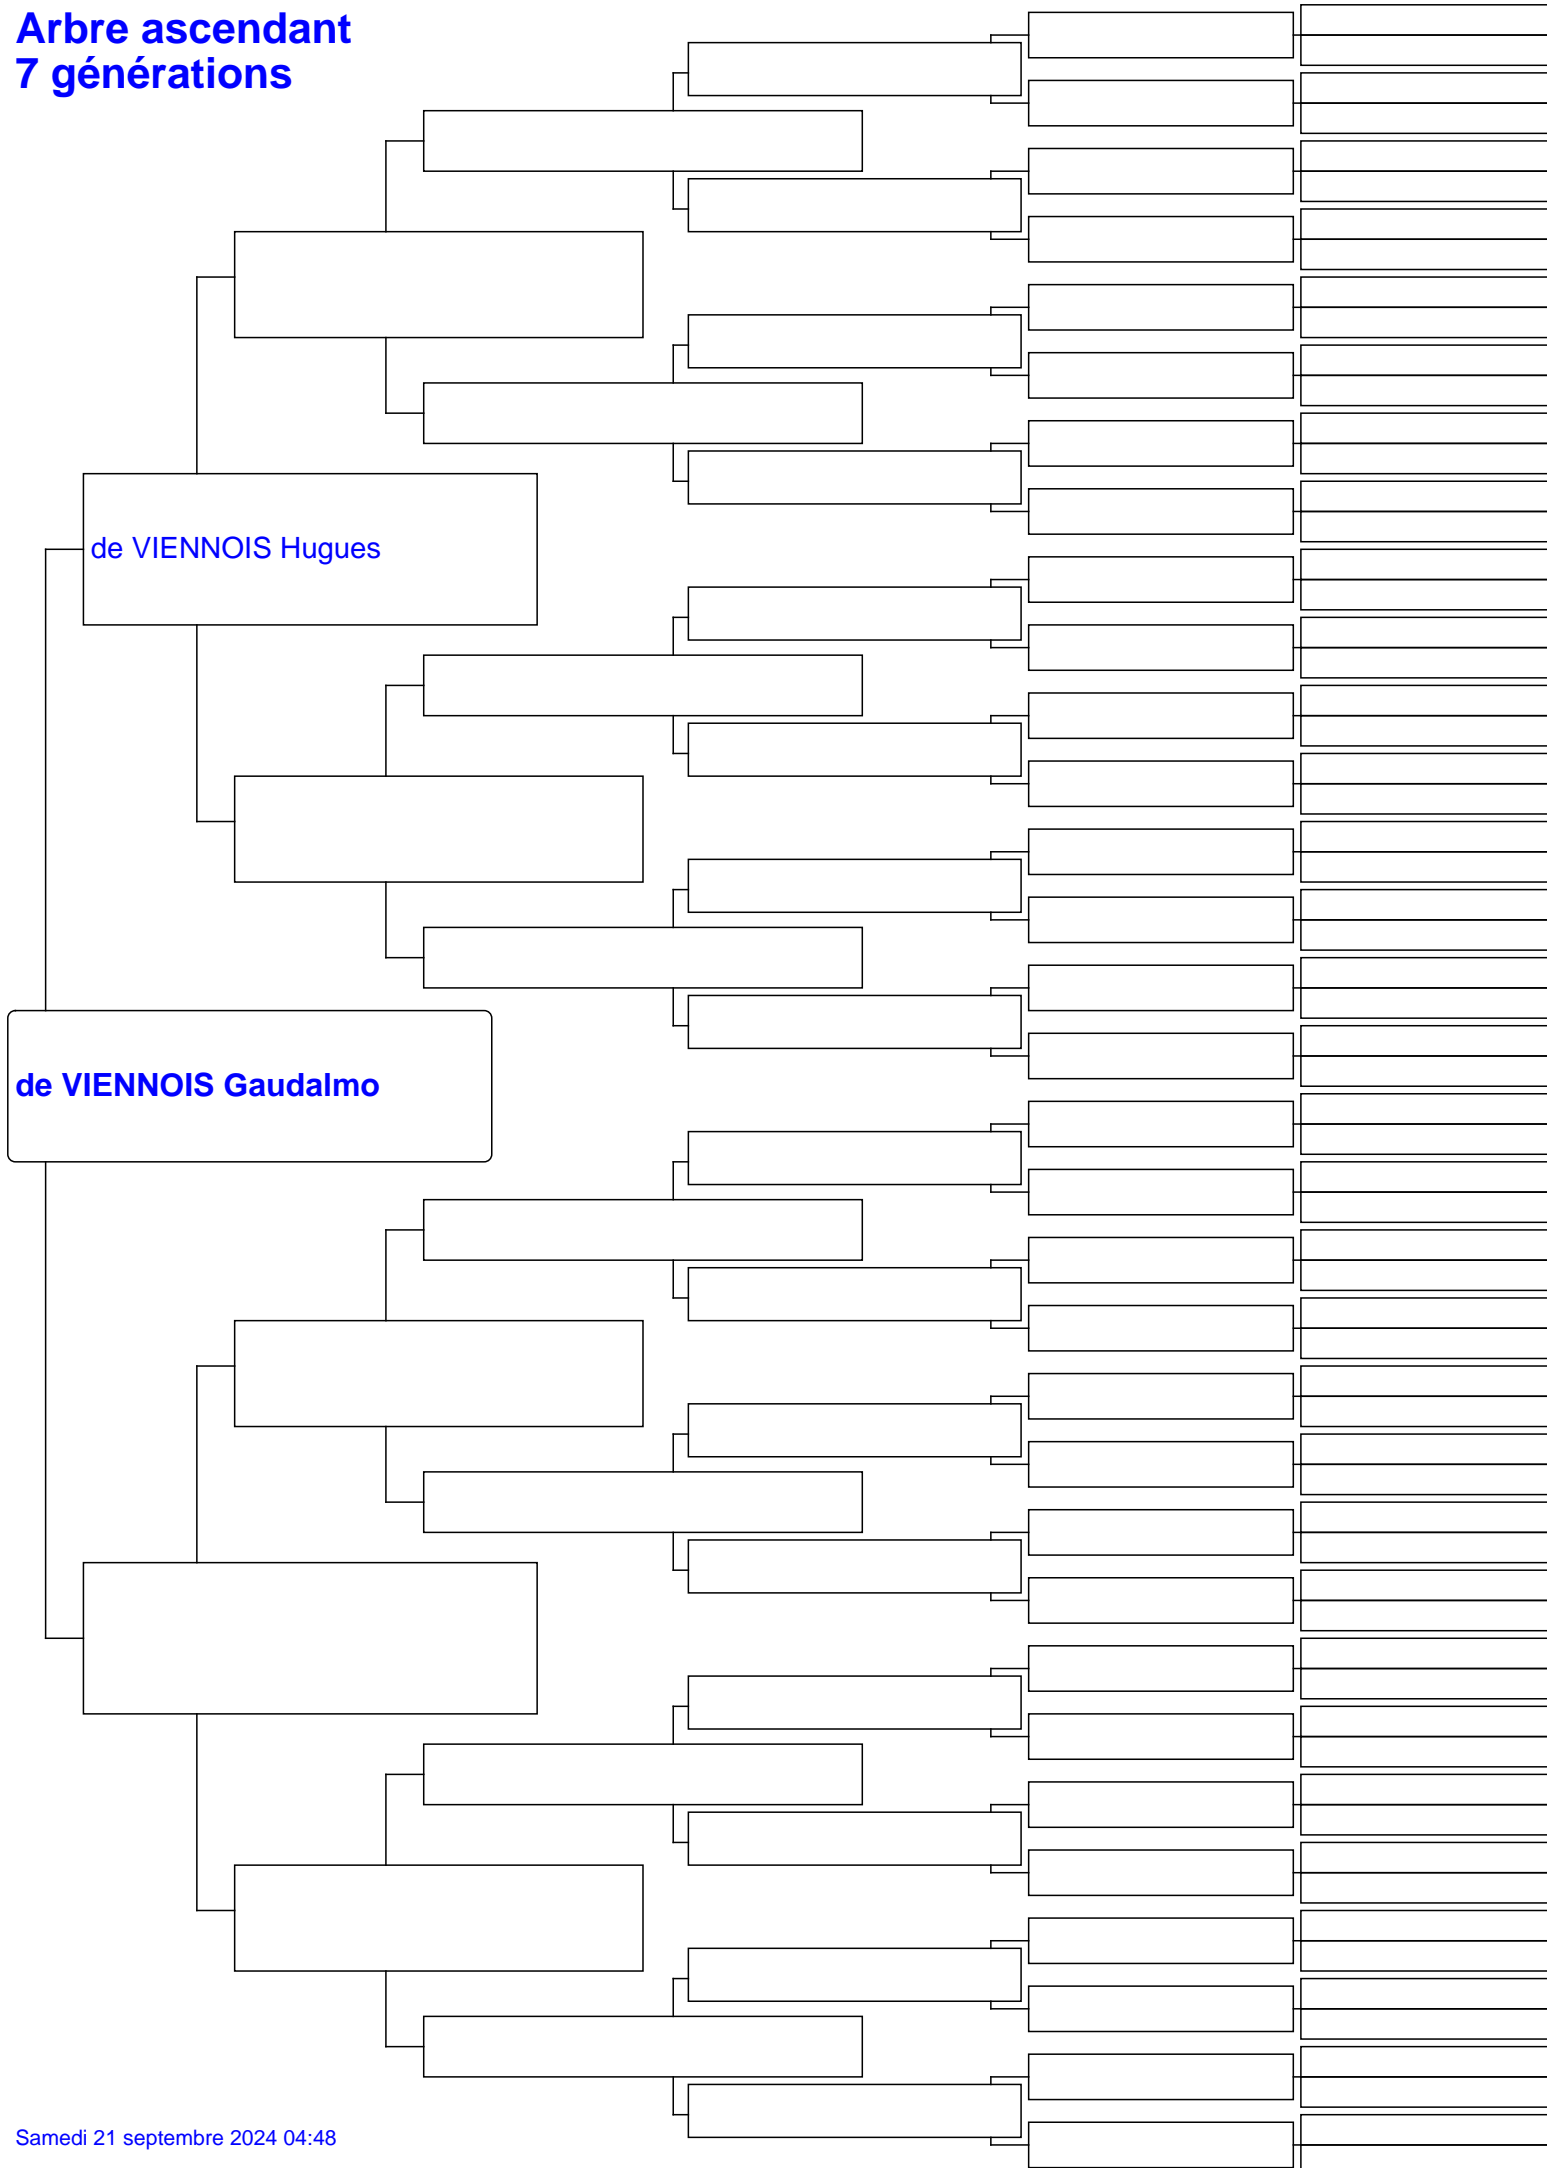 Arbre ascendant
7 générations
de VIENNOIS Hugues
de VIENNOIS Gaudalmo
Samedi 21 septembre 2024 04:48